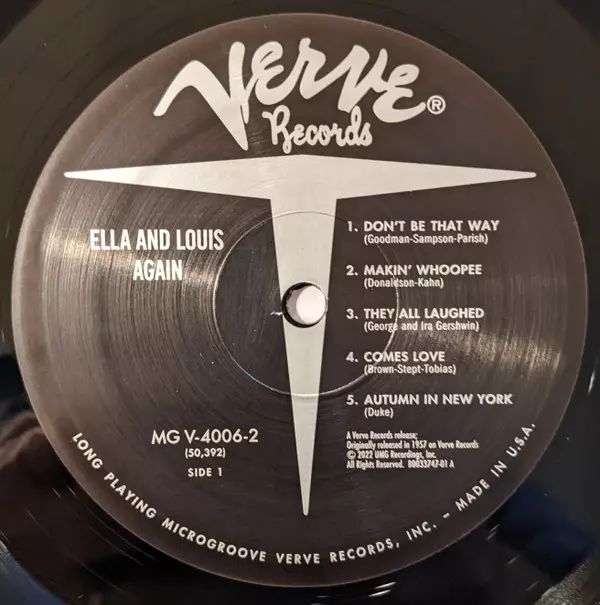 Verve®
Records
ELLA AND LOUIS
AGAIN
1. DON'T BE THAT WAY
(Goodman-Sampson-Parish)
2. MAKIN' WHOOPEE
(Donaldson-Kahn)
3. THEY ALL LAUGHED
(George and Ira Gershwin)
4. COMES LOVE
(Brown-Stept-Tobias)
5. AUTUMN IN NEW YORK
(Duke)
MG V-4006-2
(50,392)
SIDE 1
A Verve Records release;
Originally released in 1957 on Verve Records
© 2022 UMG Recordings, Inc.
All Rights Reserved. B0033747-01 A
LONG PLAYING MICROGROOVE VERVE RECORDS, INC. – MADE IN U.S.A.